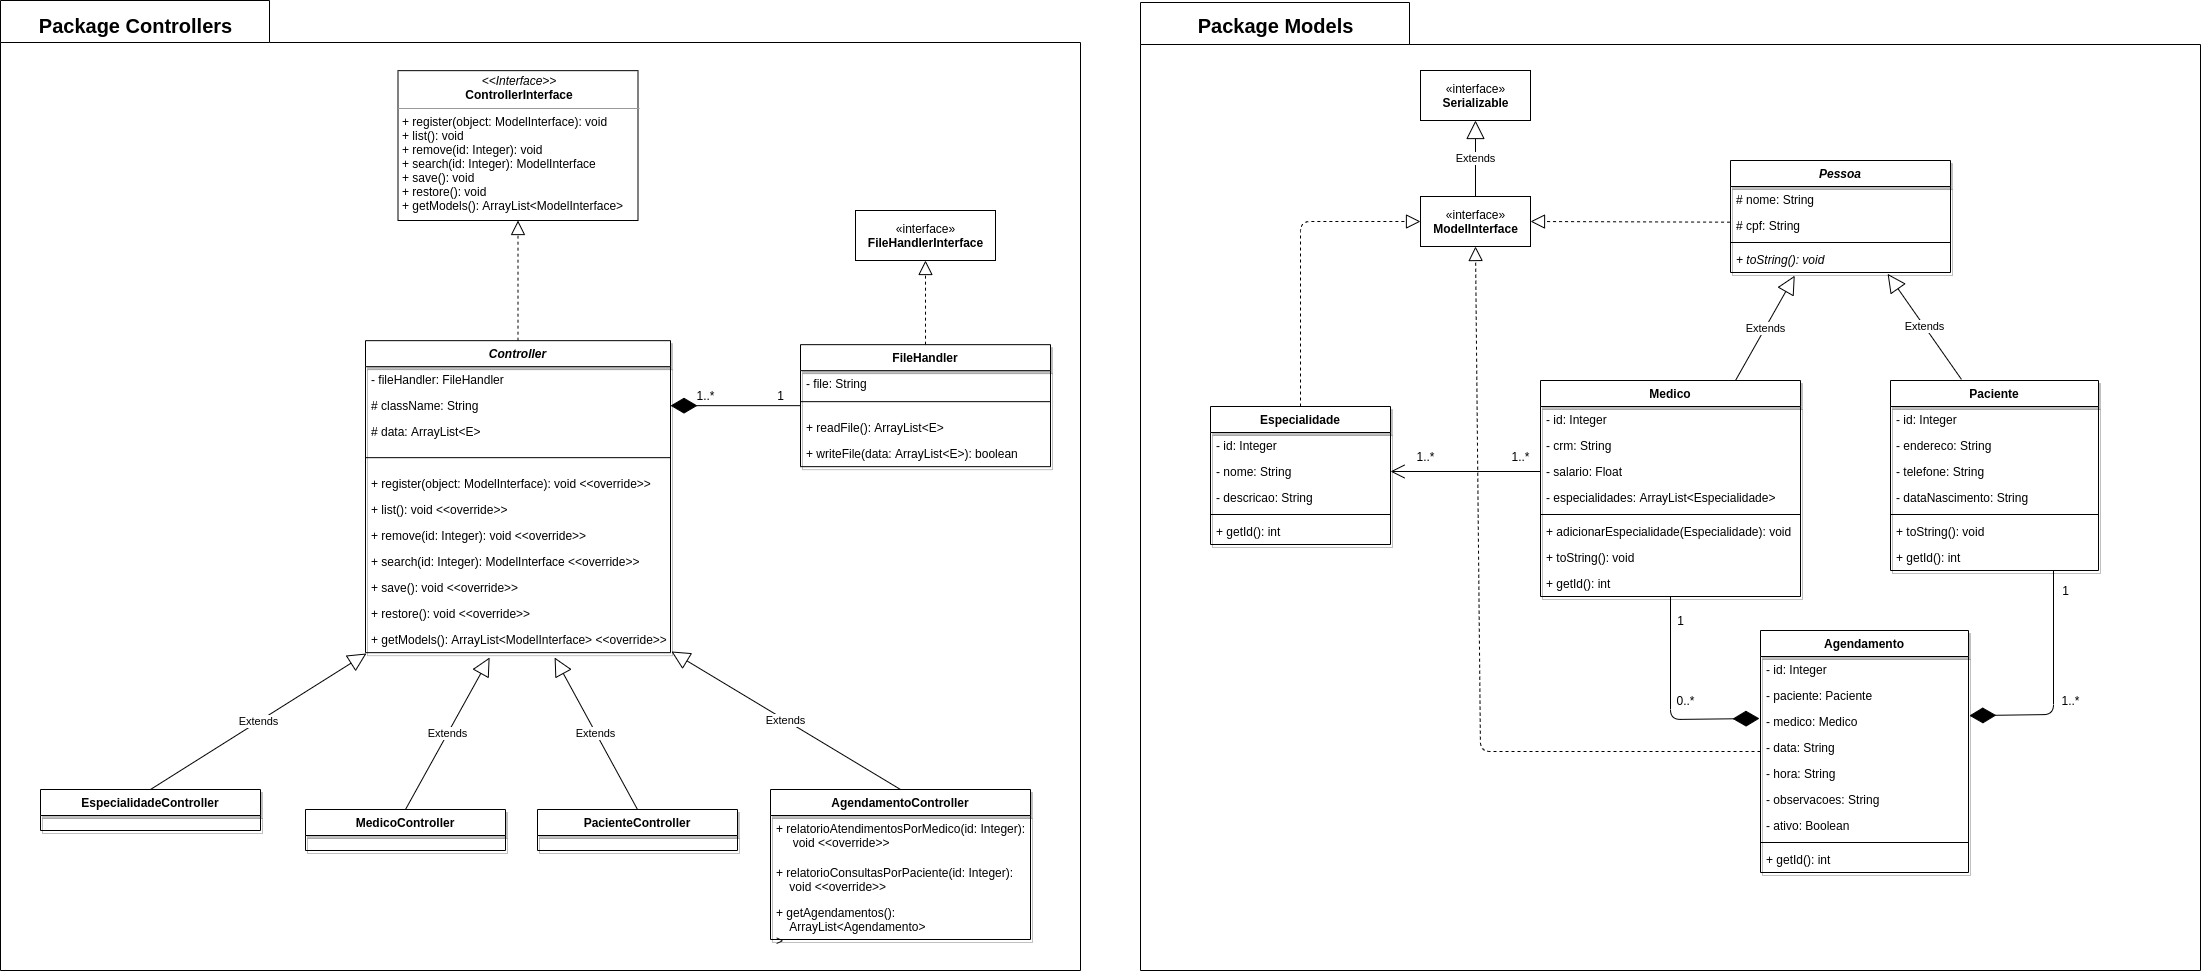 Package Controllers
<<Interface>>
ControllerInterface
+ register(object: ModelInterface): void
+ list(): void
+ remove(id: Integer): void
+ search(id: Integer): ModelInterface
+ save(): void
+ restore(): void
+ getModels(): ArrayList<ModelInterface>
«interface»
FileHandlerInterface
Controller
- fileHandler: FileHandler
# className: String
# data: ArrayList<E>
+ register(object: ModelInterface): void <<override>>
+ list(): void <<override>>
+ remove(id: Integer): void <<override>>
+ search(id: Integer): ModelInterface <<override>>
+ save(): void <<override>>
+ restore(): void <<override>>
+ getModels(): ArrayList<ModelInterface> <<override>>
1..*
1
FileHandler
- file: String
+ readFile(): ArrayList<E>
+ writeFile(data: ArrayList<E>): boolean
Extends
Extends
Extends
Extends
EspecialidadeController
MedicoController
PacienteController
AgendamentoController
+ relatorioAtendimentosPorMedico(id: Integer):
void <<override>>
+ relatorioConsultasPorPaciente(id: Integer):
void <<override>>
+ getAgendamentos():
ArrayList<Agendamento>
>
Package Models
«interface»
Serializable
Extends
«interface»
ModelInterface
Pessoa
# nome: String
# cpf: String
+ toString(): void
Extends
Extends
Especialidade
- id: Integer
- nome: String
- descricao: String
+ getId(): int
1..*
1..*
Medico
- id: Integer
- crm: String
- salario: Float
- especialidades: ArrayList<Especialidade>
+ adicionarEspecialidade(Especialidade): void
+ toString(): void
+ getId(): int
Paciente
- id: Integer
- endereco: String
- telefone: String
- dataNascimento: String
+ toString(): void
+ getId(): int
1
0..*
1
1..*
Agendamento
- id: Integer
- paciente: Paciente
- medico: Medico
- data: String
- hora: String
- observacoes: String
- ativo: Boolean
+ getId(): int